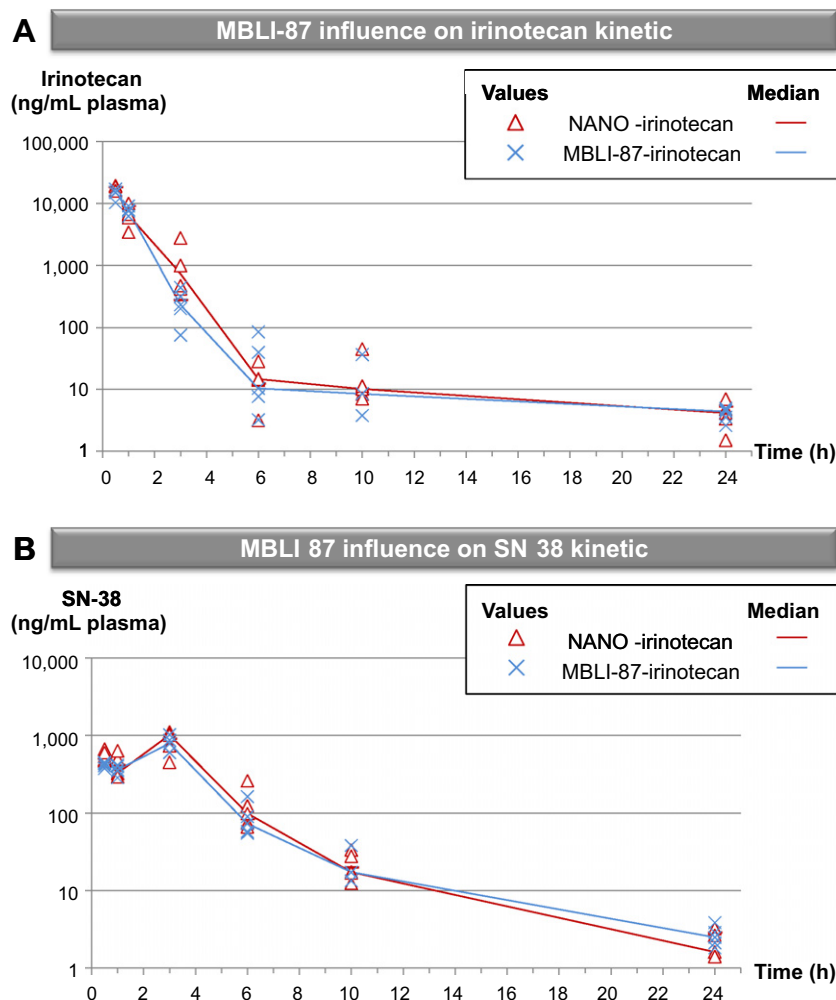 A
MBLI-87 influence on irinotecan kinetic
Irinotecan
(ng/mL plasma)
Values Median
NANO -irinotecan
MBLI-87-irinotecan
100,000
10,000
1,000
100
10
1
Time (h)
0 2 4 6 8 10 12 14 16 18 20 22 24
B
MBLI 87 influence on SN 38 kinetic
SN-38
(ng/mL plasma)
Values Median
NANO -irinotecan
MBLI-87-irinotecan
10,000
1,000
100
10
1
Time (h)
0 2 4 6 8 10 12 14 16 18 20 22 24